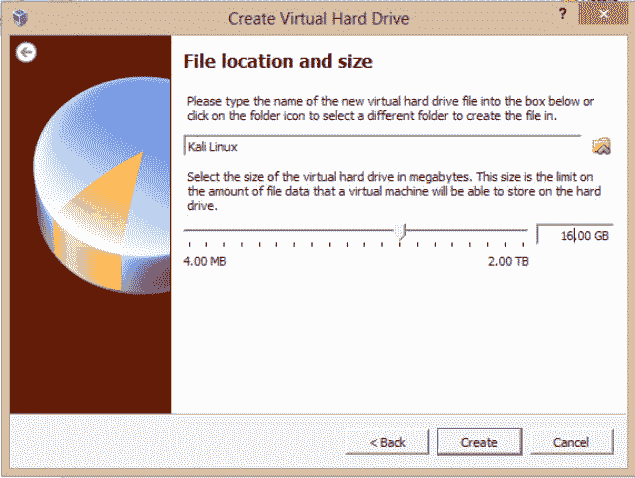 Create Virtual Hard Drive
?
File location and size
Please type the name of the new virtual hard drive file into the box below or
click on the folder icon to select a different folder to create the file in.
Kali Linux
Select the size of the virtual hard drive in megabytes. This size is the limit on
the amount of file data that a virtual machine will be able to store on the hard
drive.
16.00 GB
4.00 MB 2.00 TB
< Back Create Cancel